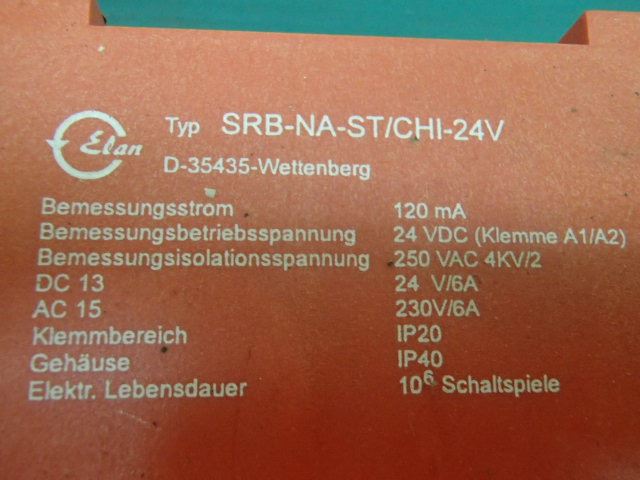 Elan
Typ SRB-NA-ST/CHI-24V
D-35435-Wettenberg
Bemessungsstrom 120 mA
Bemessungsbetriebsspannung 24 VDC (Klemme A1/A2)
Bemessungsisolationsspannung 250 VAC 4KV/2
DC 13 24 V/6A
AC 15 230V/6A
Klemmbereich IP20
Gehäuse IP40
Elektr. Lebensdauer 10⁶ Schaltspiele